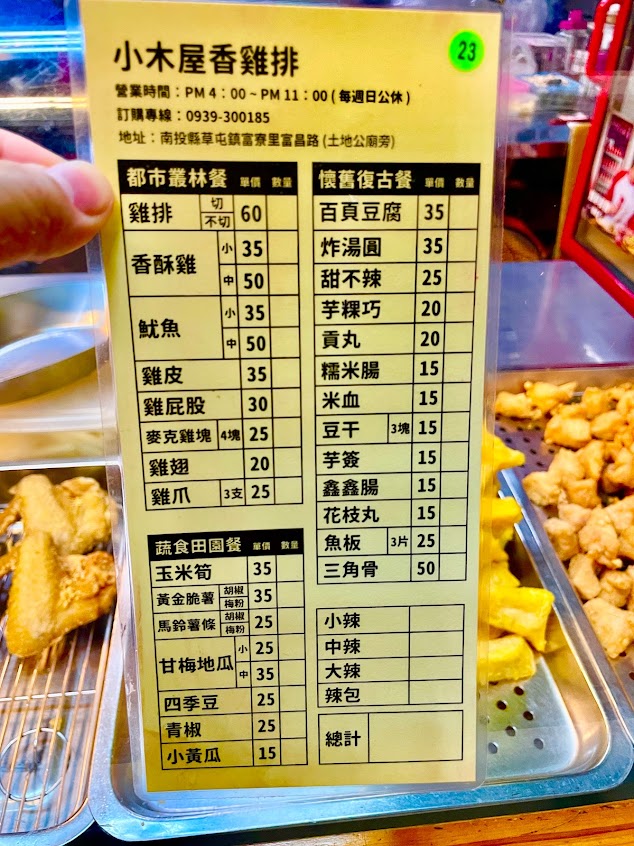 小木屋香雞排
23
營業時間：PM 4：00 ~ PM 11：00 ( 每週日公休 )
訂購專線：0939-300185
地址：南投縣草屯鎮富寮里富昌路 (土地公廟旁)
都市叢林餐 單價 數量
雞排 切 不切 60
香酥雞 小 35
中 50
魷魚 小 35
中 50
雞皮 35
雞屁股 30
麥克雞塊 4塊 25
雞翅 20
雞爪 3支 25
蔬食田園餐 單價 數量
玉米筍 35
黃金脆薯 胡椒 梅粉 35
馬鈴薯條 胡椒 梅粉 25
甘梅地瓜 小 25
中 35
四季豆 25
青椒 25
小黃瓜 15
懷舊復古餐 單價 數量
百頁豆腐 35
炸湯圓 35
甜不辣 25
芋粿巧 20
貢丸 20
糯米腸 15
米血 15
豆干 3塊 15
芋簽 15
鑫鑫腸 15
花枝丸 15
魚板 3片 25
三角骨 50
小辣
中辣
大辣
辣包
總計